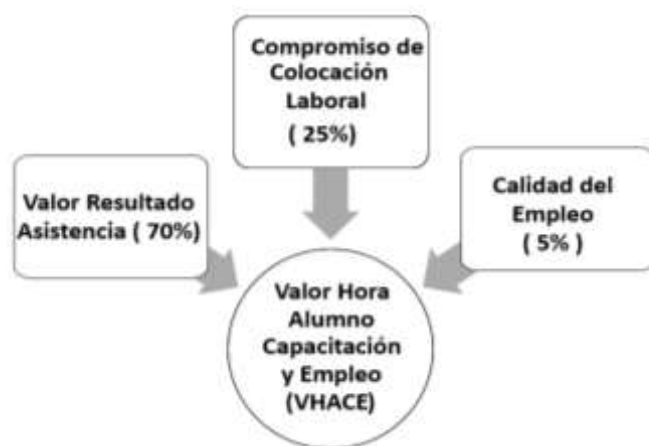 Compromiso de
Colocación
Laboral
( 25%)
Valor Resultado
Asistencia ( 70%)
Calidad del
Empleo
( 5% )
Valor Hora
Alumno
Capacitación
y Empleo
(VHACE)